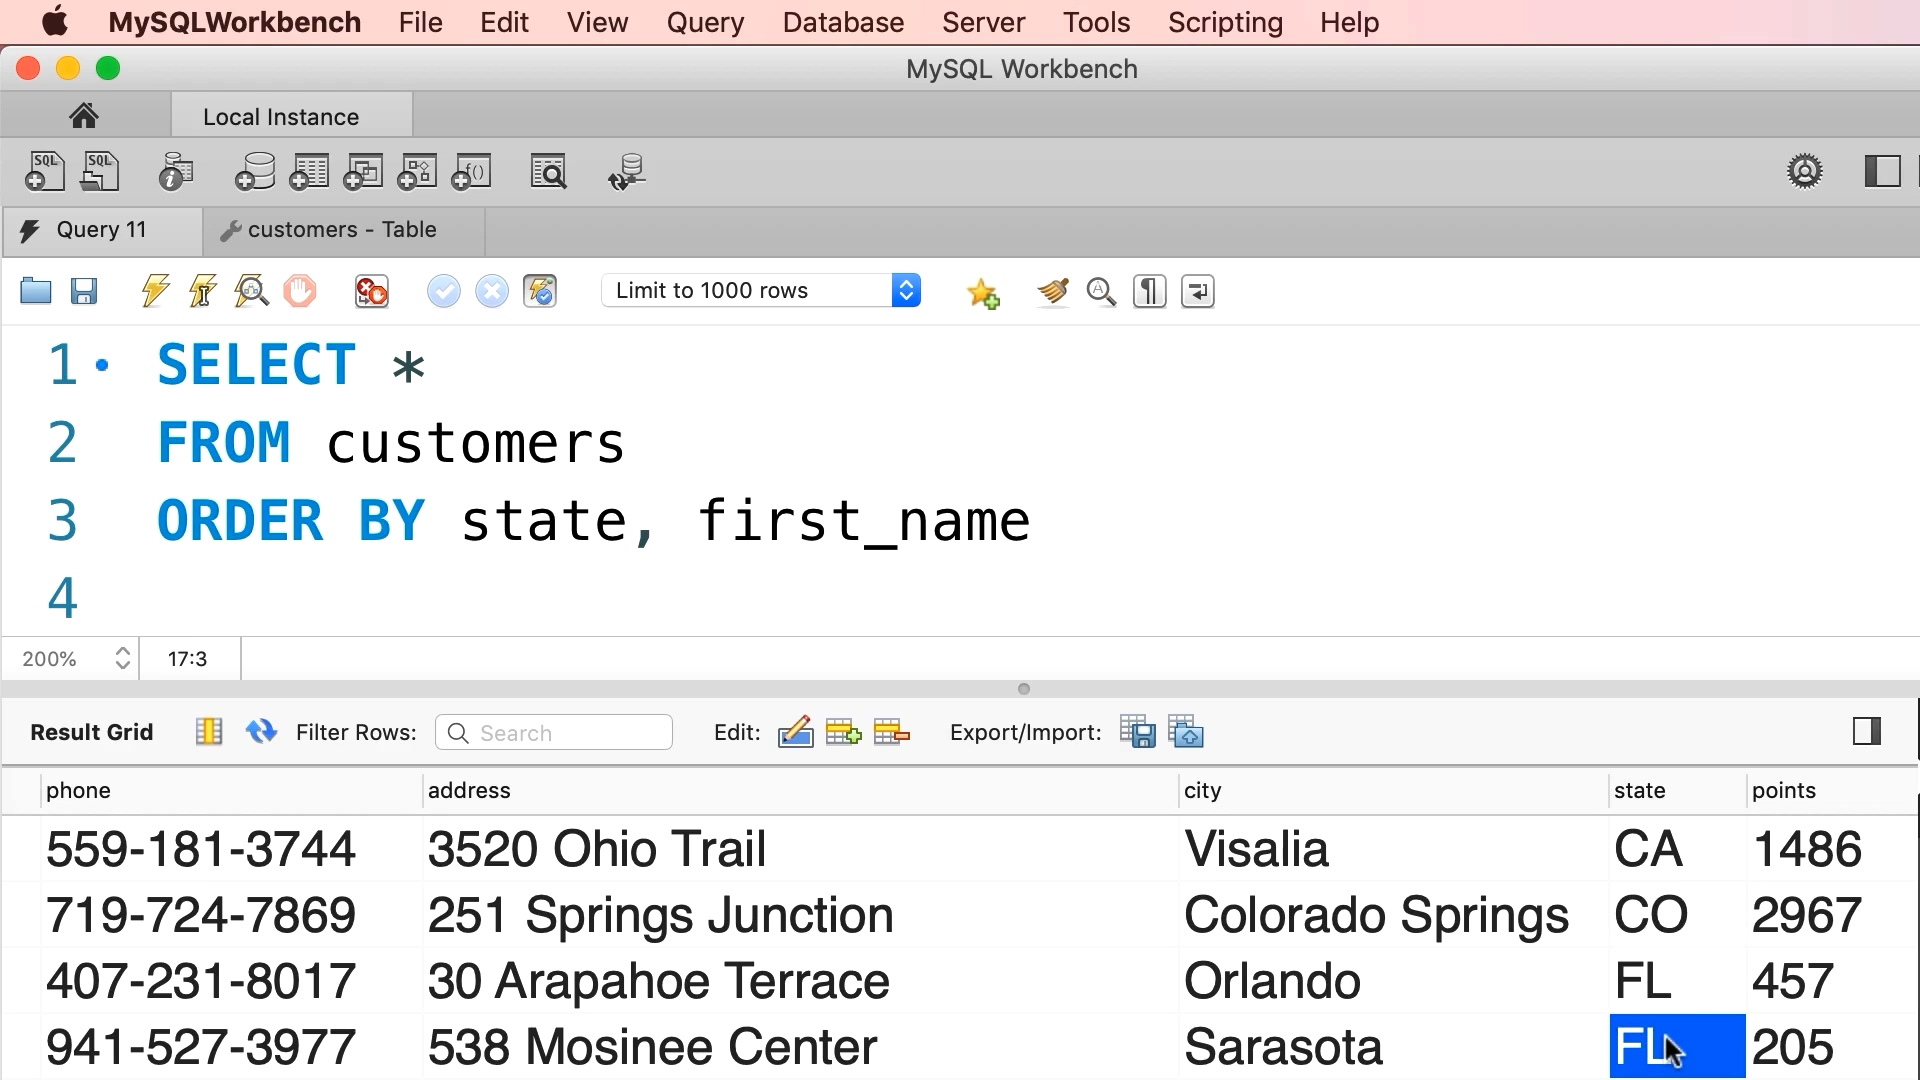 MySQLWorkbench File Edit View Query Database Server Tools Scripting Help
MySQL Workbench
Local Instance
SQL SQL
Query 11 customers - Table
Limit to 1000 rows
1 SELECT *
2 FROM customers
3 ORDER BY state, first_name
4
200% 17:3
Result Grid Filter Rows: Search Edit: Export/Import:
phone address city state points
559-181-3744 3520 Ohio Trail Visalia CA 1486
719-724-7869 251 Springs Junction Colorado Springs CO 2967
407-231-8017 30 Arapahoe Terrace Orlando FL 457
941-527-3977 538 Mosinee Center Sarasota FL 205